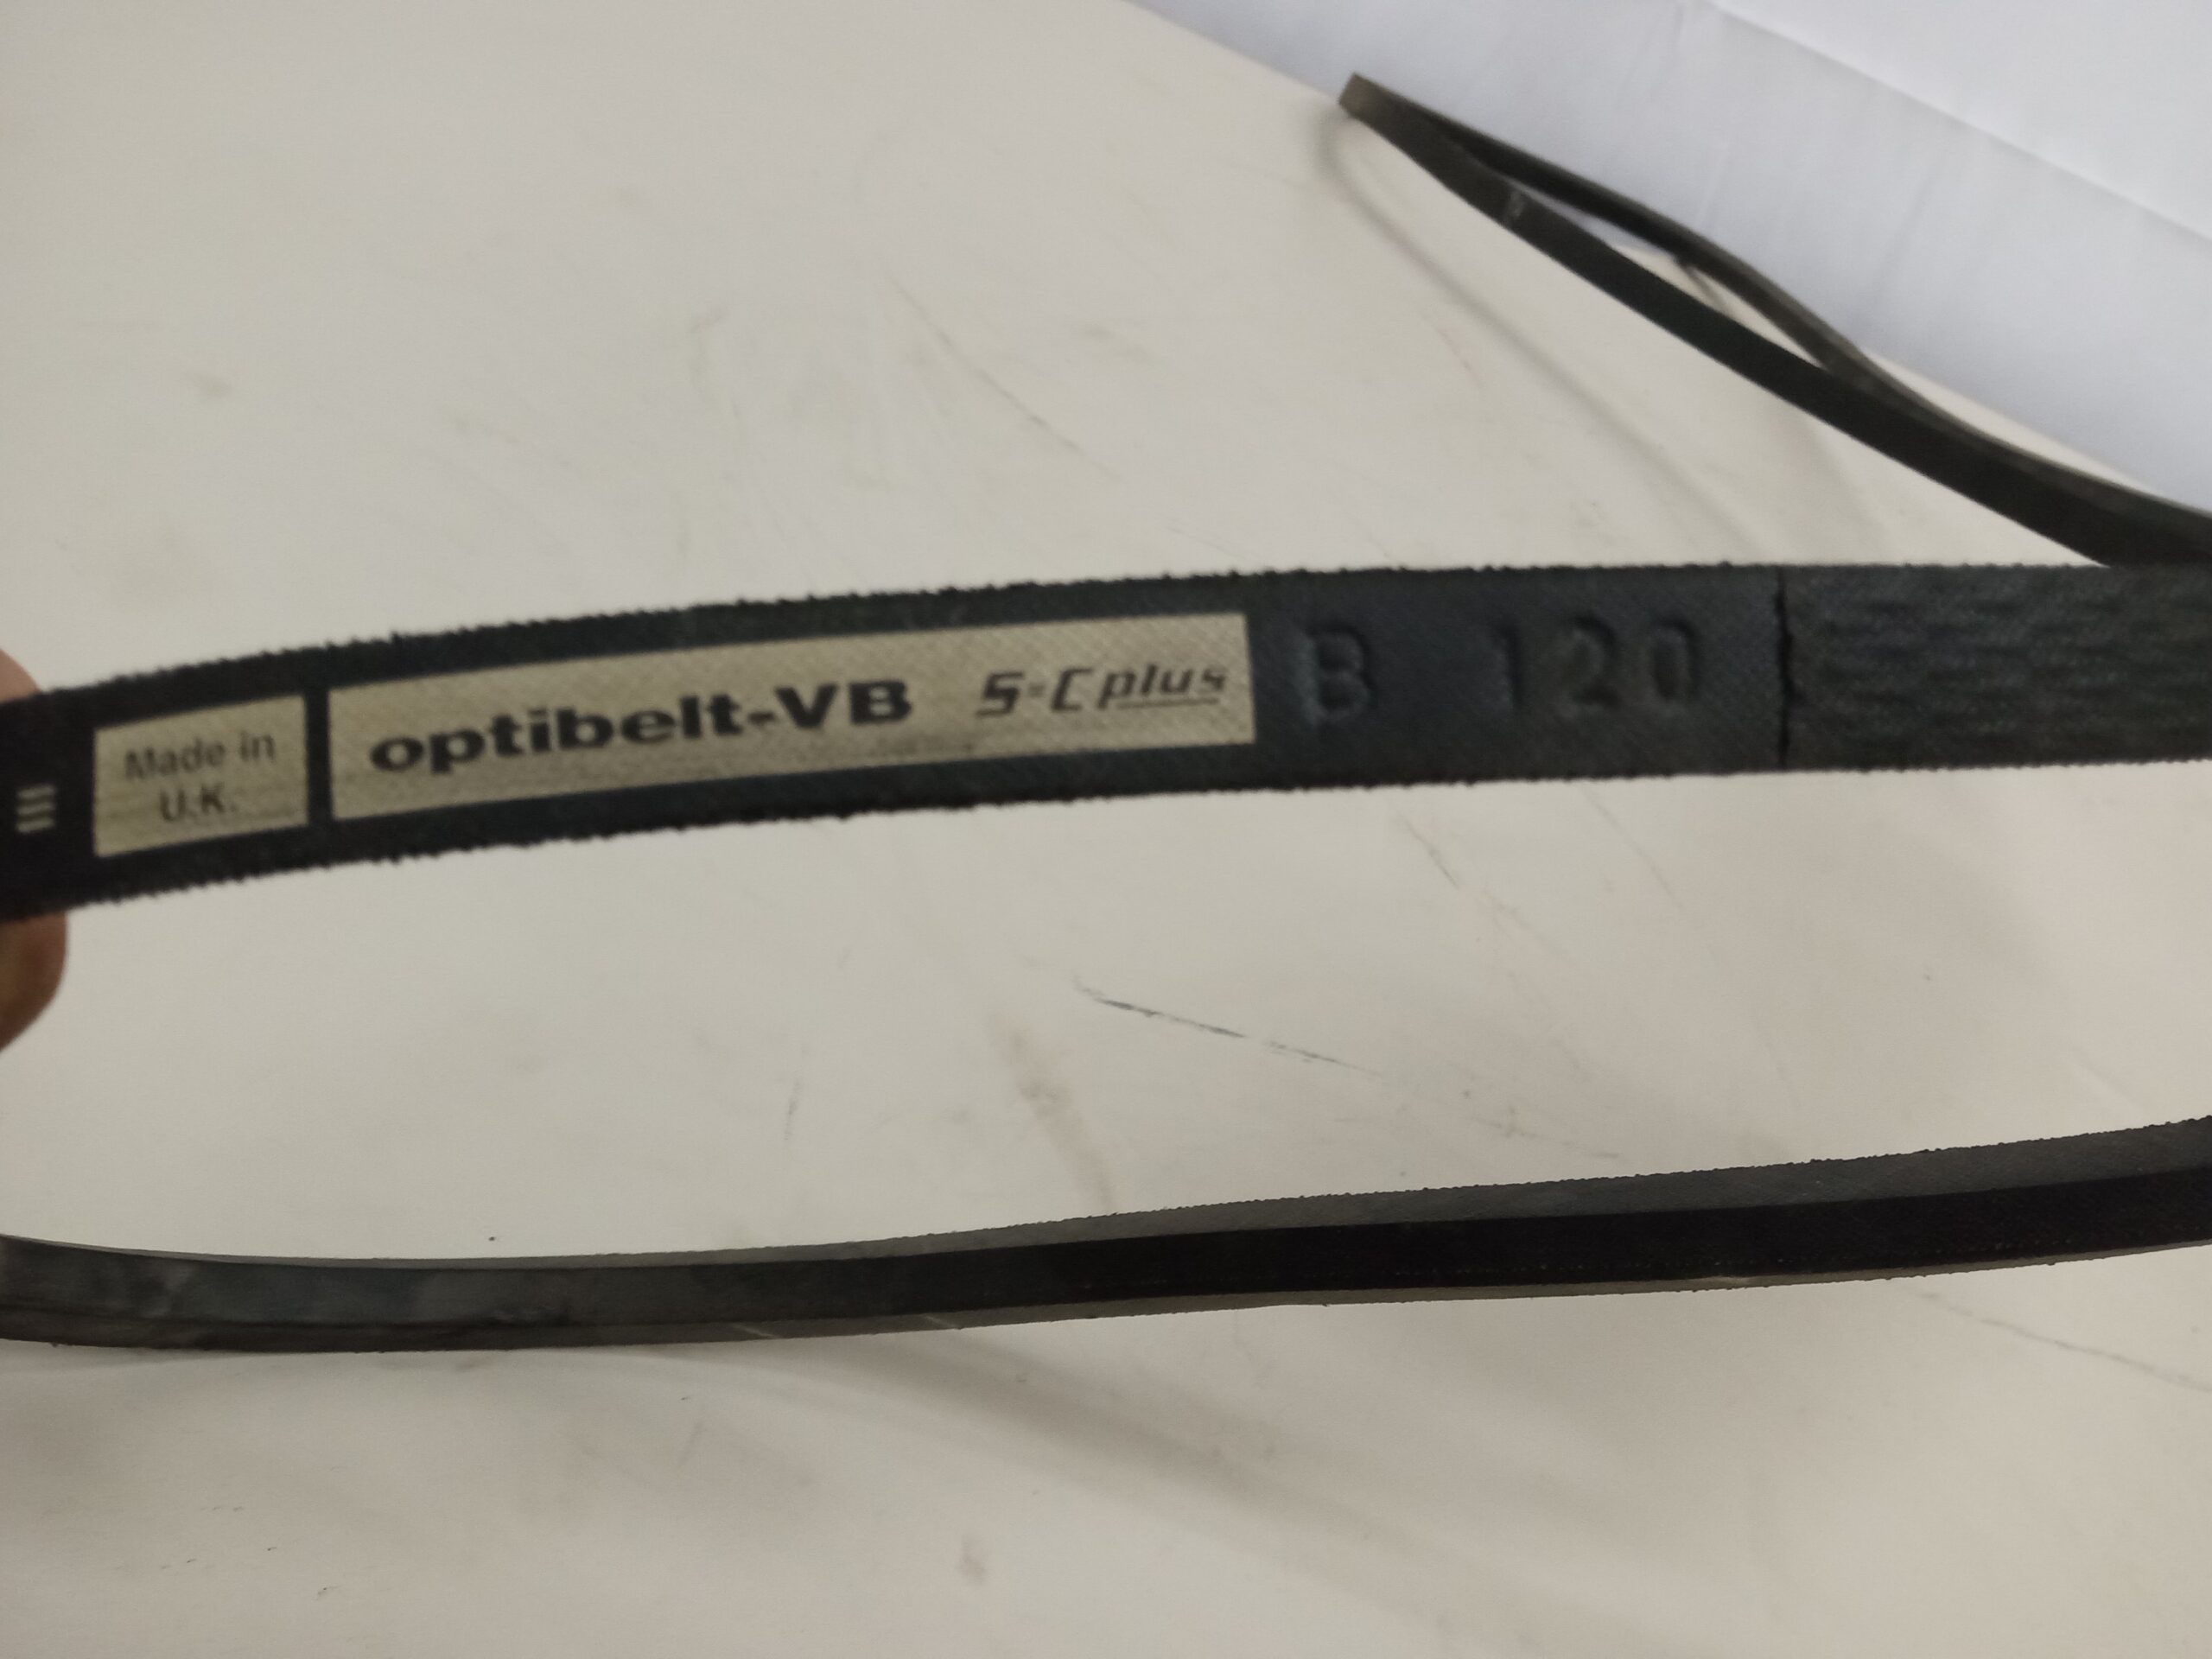 Made in
U.K.
optibelt-VB S=C plus
B 120